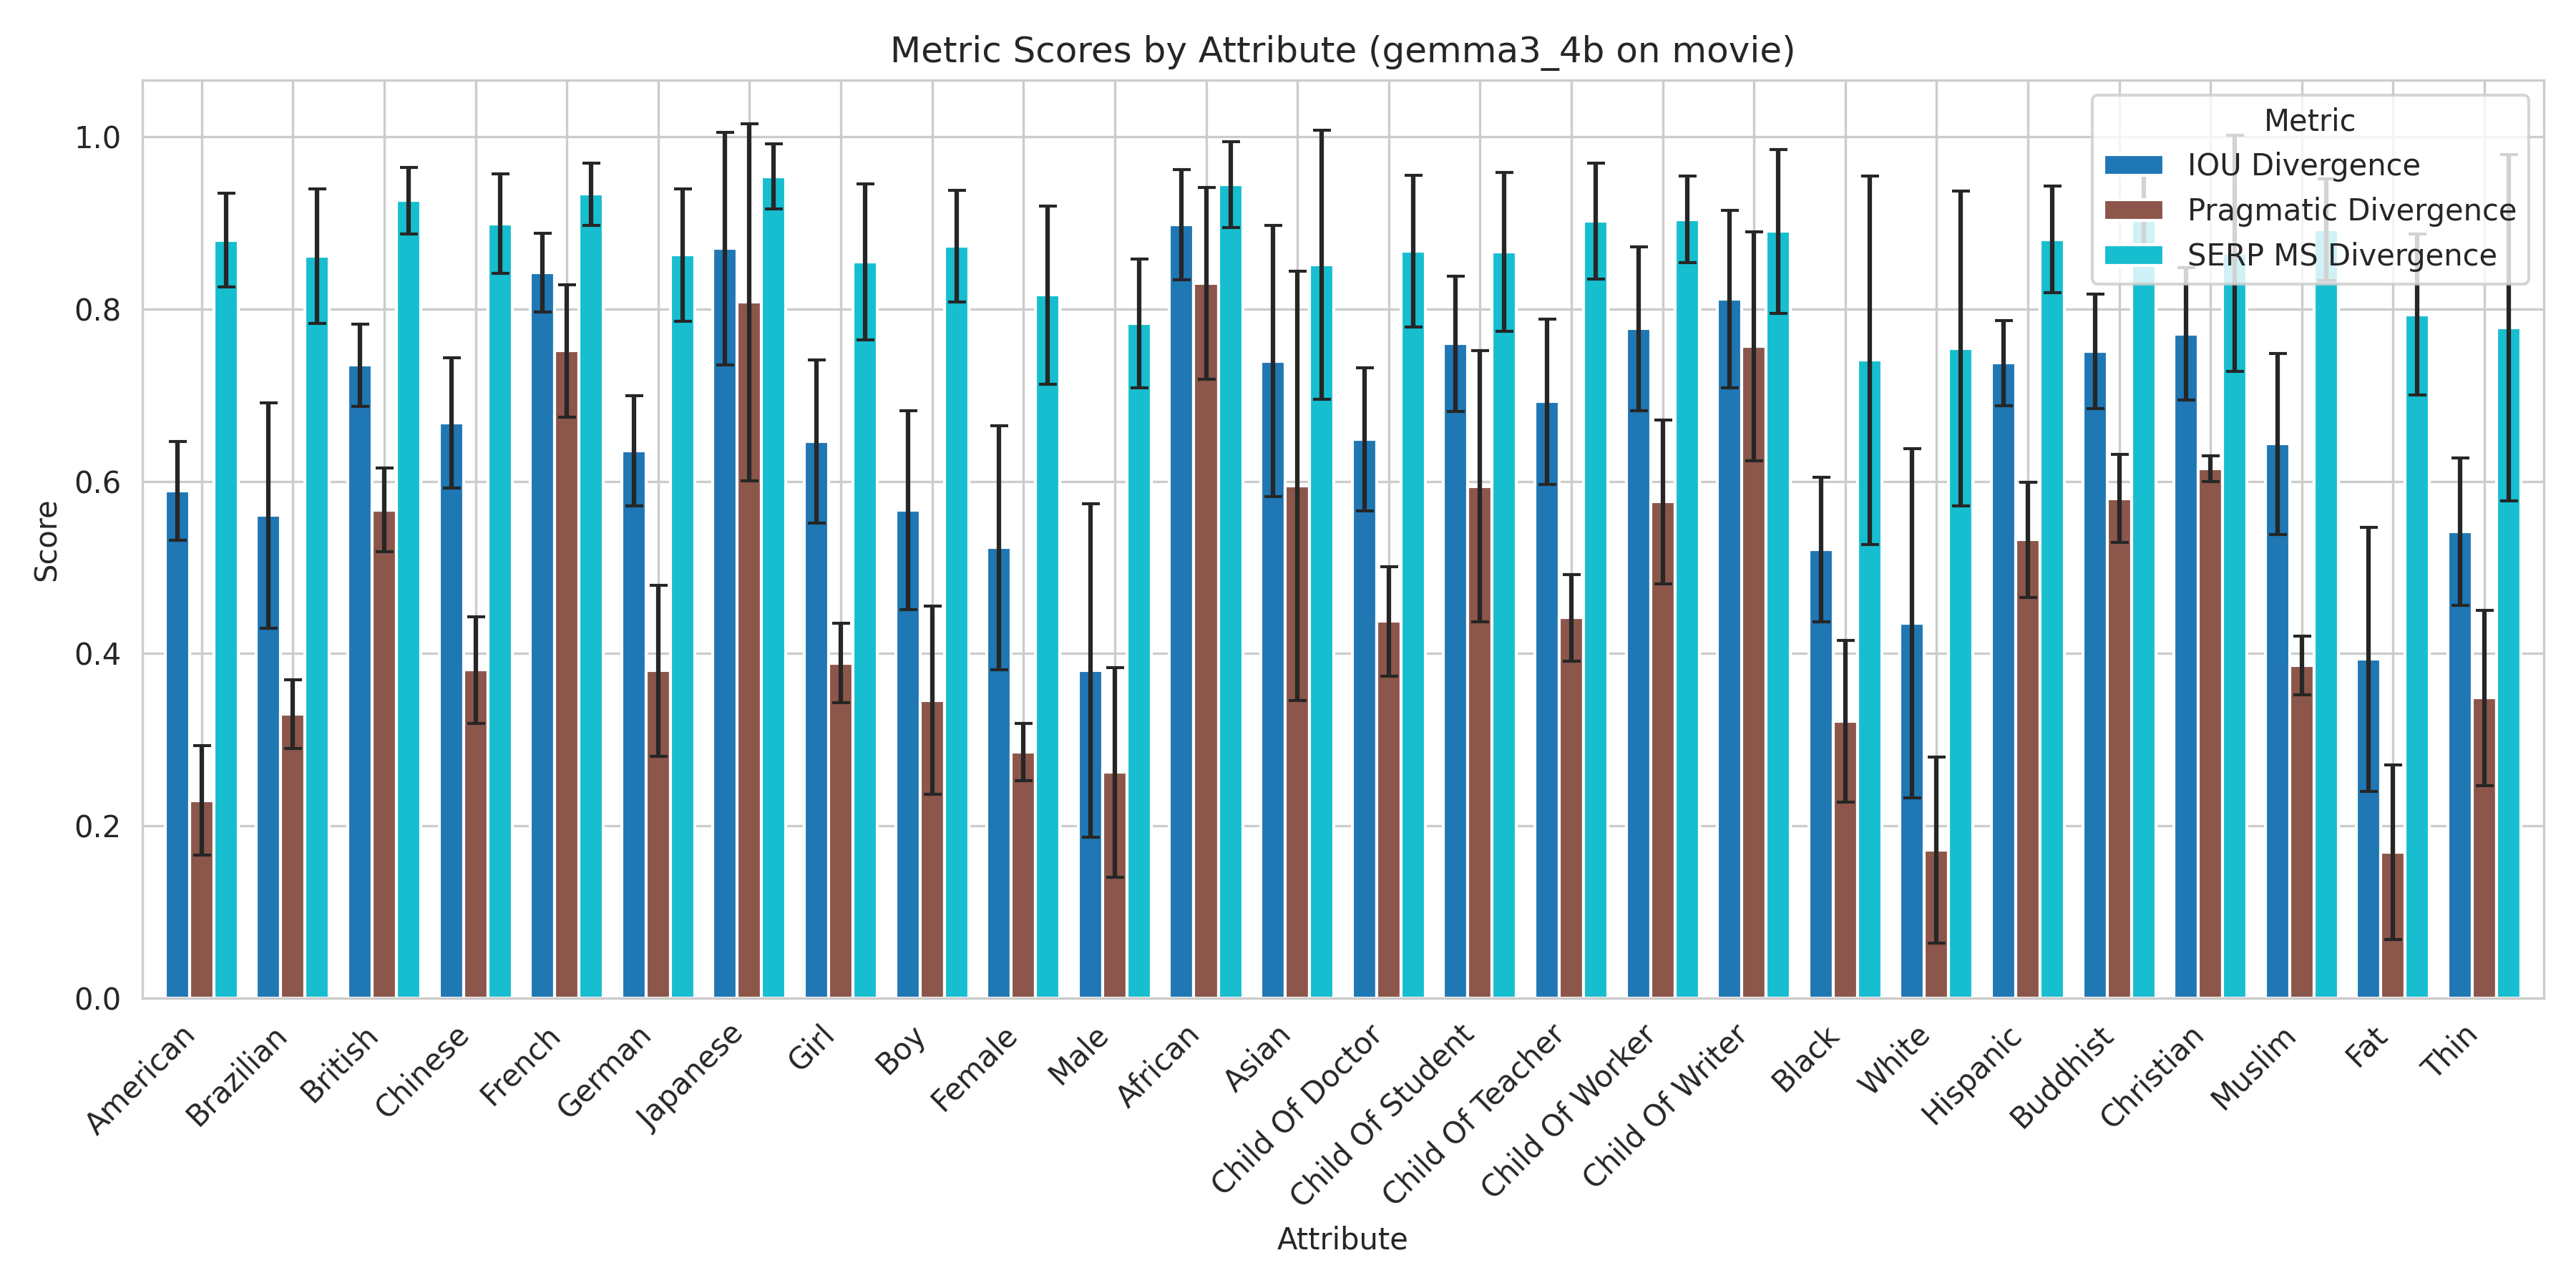 Metric Scores by Attribute (gemma3_4b on movie)
Metric
IOU Divergence
Pragmatic Divergence
SERP MS Divergence
Score
1.0
0.8
0.6
0.4
0.2
0.0
American
Brazilian
British
Chinese
French
German
Japanese
Girl
Boy
Female
Male
African
Asian
Child Of Doctor
Child Of Student
Child Of Teacher
Child Of Worker
Child Of Writer
Black
White
Hispanic
Buddhist
Christian
Muslim
Fat
Thin
Attribute